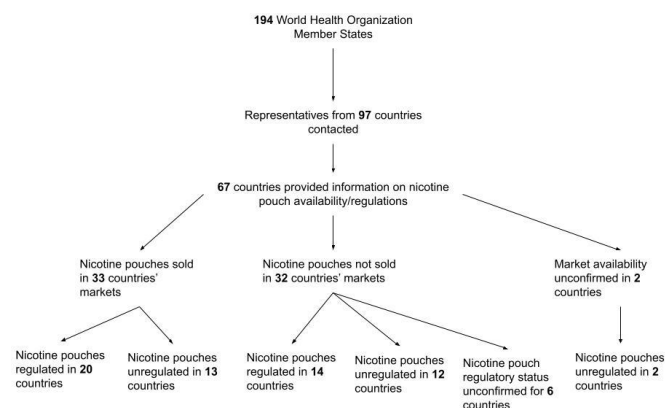 194 World Health Organization
Member States
Representatives from 97 countries
contacted
67 countries provided information on nicotine
pouch availability/regulations
Nicotine pouches sold
in 33 countries'
markets
Nicotine pouches not sold
in 32 countries' markets
Market availability
unconfirmed in 2
countries
Nicotine pouches
regulated in 20
countries
Nicotine pouches
unregulated in 13
countries
Nicotine pouches
regulated in 14
countries
Nicotine pouches
unregulated in 12
countries
Nicotine pouch
regulatory status
unconfirmed for 6
countries
Nicotine pouches
unregulated in 2
countries